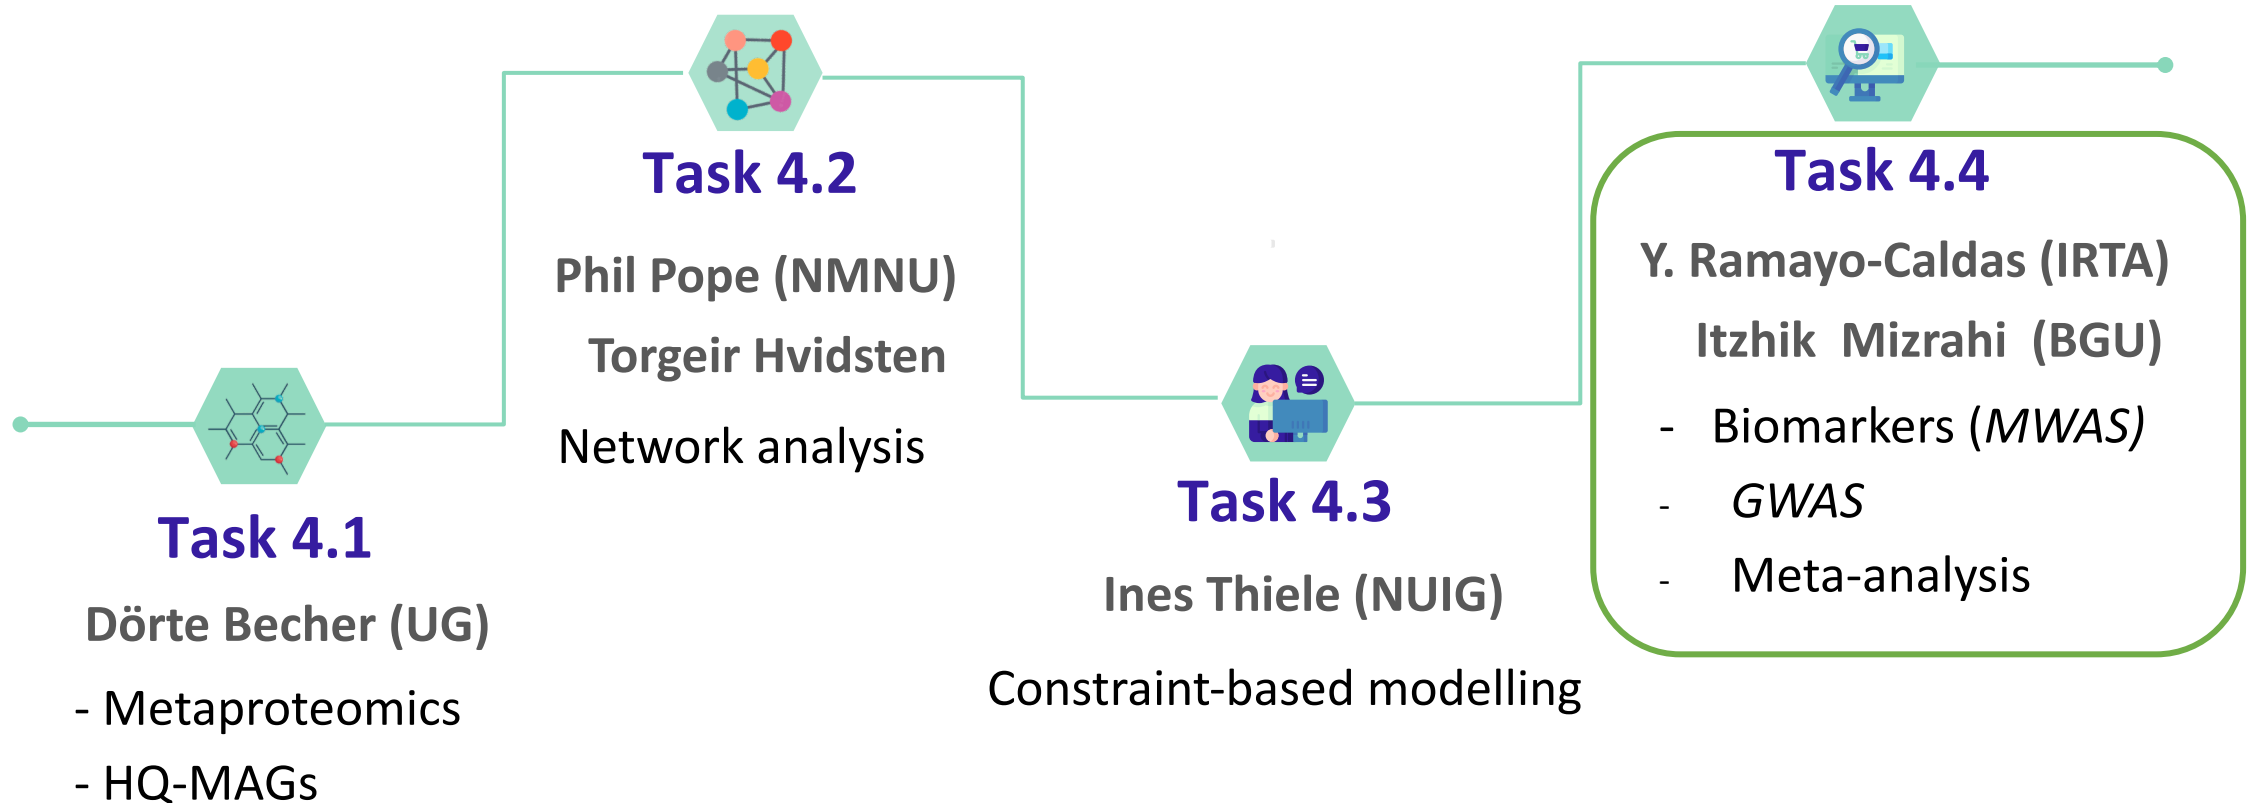 Task 4.1
Dörte Becher (UG)
- Metaproteomics
- HQ-MAGs
Task 4.2
Phil Pope (NMNU)
Torgeir Hvidsten
Network analysis
Task 4.3
Ines Thiele (NUIG)
Constraint-based modelling
Task 4.4
Y. Ramayo-Caldas (IRTA)
Itzhik Mizrahi (BGU)
- Biomarkers (MWAS)
- GWAS
- Meta-analysis